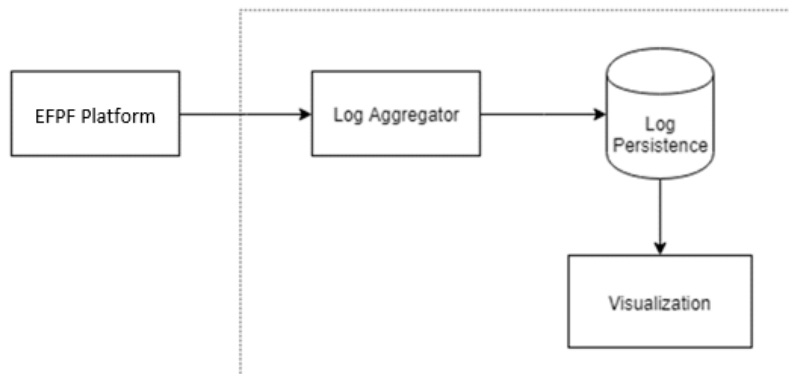 EFPF Platform
Log Aggregator
Log
Persistence
Visualization